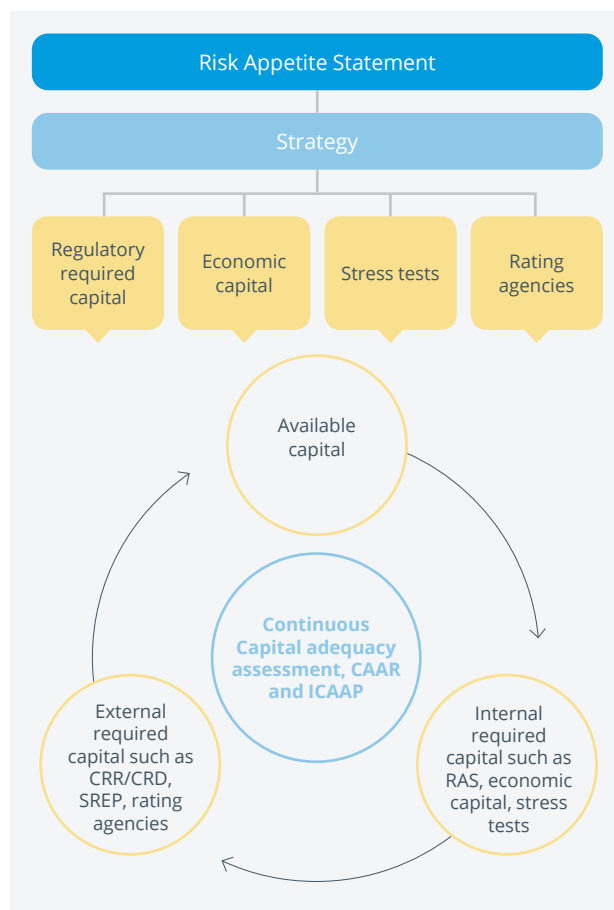 Risk Appetite Statement
Strategy
Regulatory
required
capital
Economic
capital
Stress tests
Rating
agencies
Available
capital
Continuous
Capital adequacy
assessment, CAAR
and ICAAP
External
required
capital such as
CRR/CRD,
SREP, rating
agencies
Internal
required
capital such as
RAS, economic
capital, stress
tests